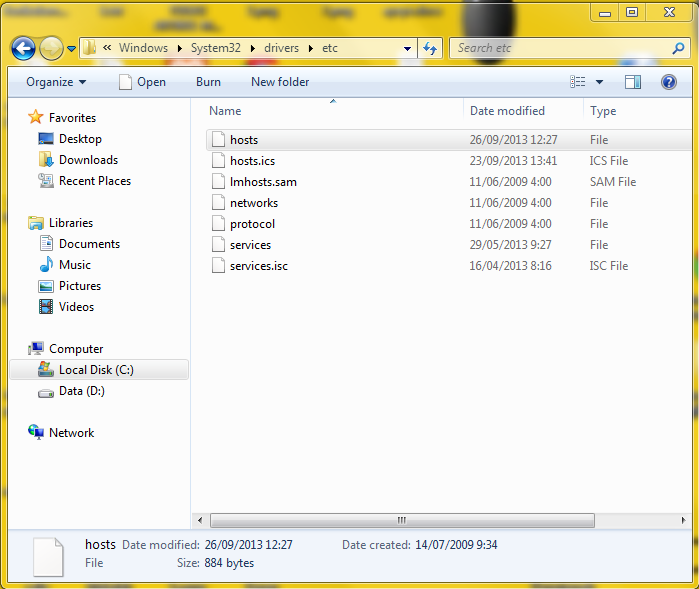 « Windows System32 drivers etc
Search etc
Organize Open Burn New folder
Name Date modified Type
Favorites
Desktop
Downloads
Recent Places
Libraries
Documents
Music
Pictures
Videos
Computer
Local Disk (C:)
Data (D:)
Network
hosts 26/09/2013 12:27 File
hosts.ics 23/09/2013 13:41 ICS File
lmhosts.sam 11/06/2009 4:00 SAM File
networks 11/06/2009 4:00 File
protocol 11/06/2009 4:00 File
services 29/05/2013 9:27 File
services.isc 16/04/2013 8:16 ISC File
hosts Date modified: 26/09/2013 12:27 Date created: 14/07/2009 9:34
File Size: 884 bytes